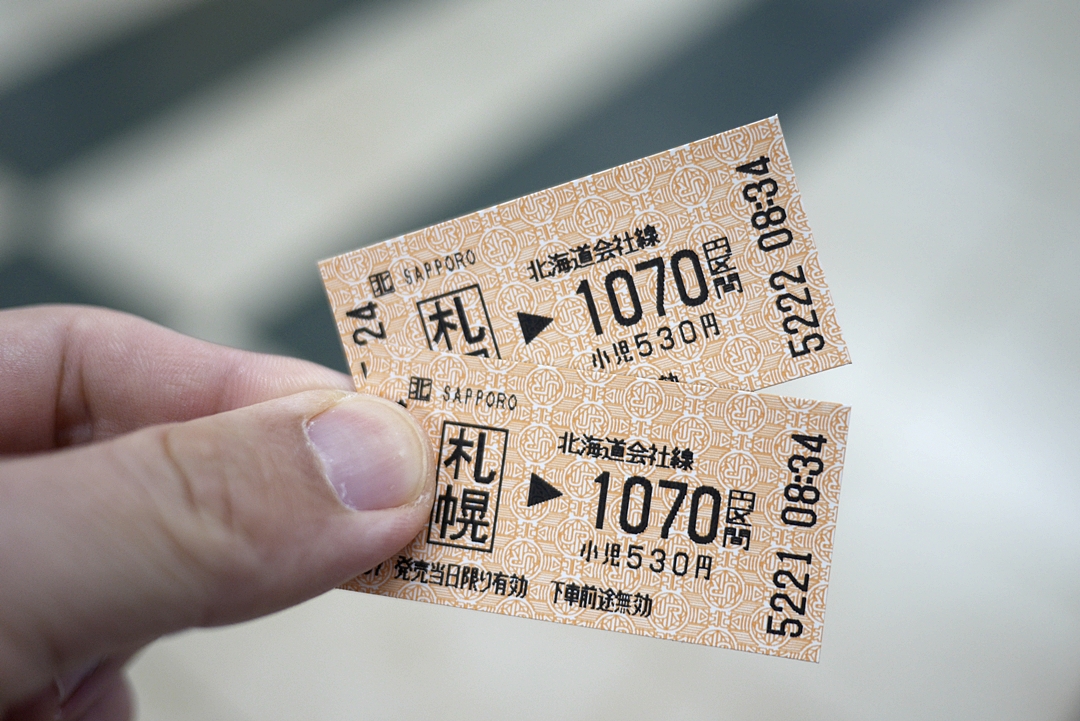 北 SAPPORO
24
札
▶
北海道会社線
1070円区間
小児530円
5222 08:34
北 SAPPORO
札幌
▶
北海道会社線
1070円区間
小児530円
発売当日限り有効 下車前途無効
5221 08:34